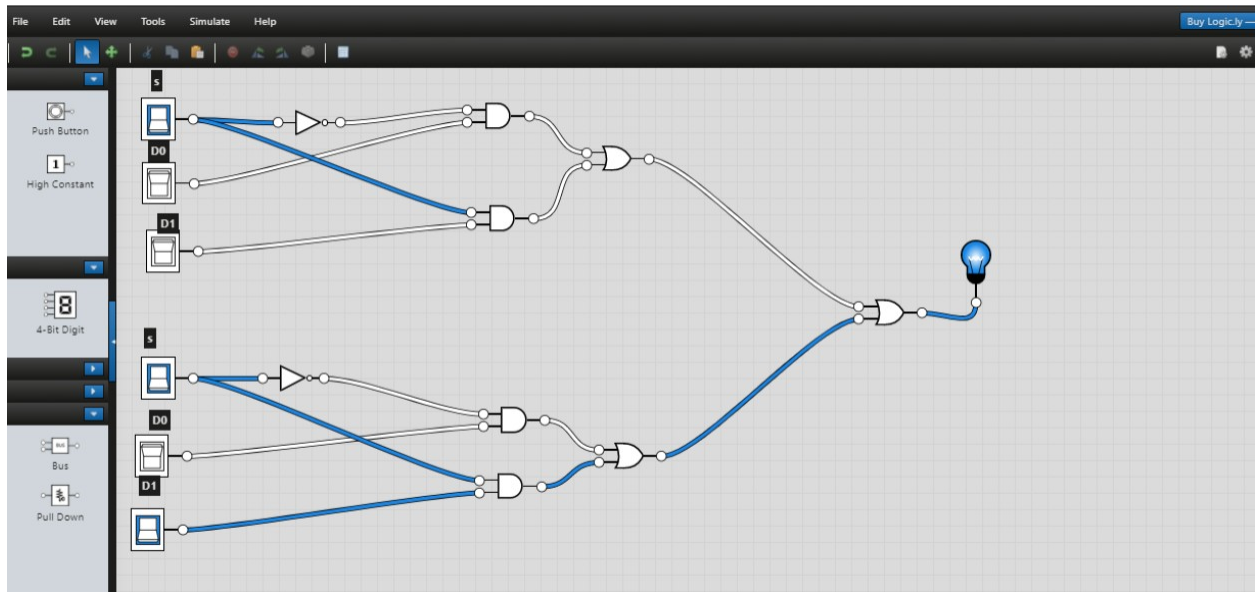 File Edit View Tools Simulate Help
Buy Logic.ly —
Push Button
1
High Constant
8
4-Bit Digit
BUS
Bus
Pull Down
s
D0
D1
s
D0
D1